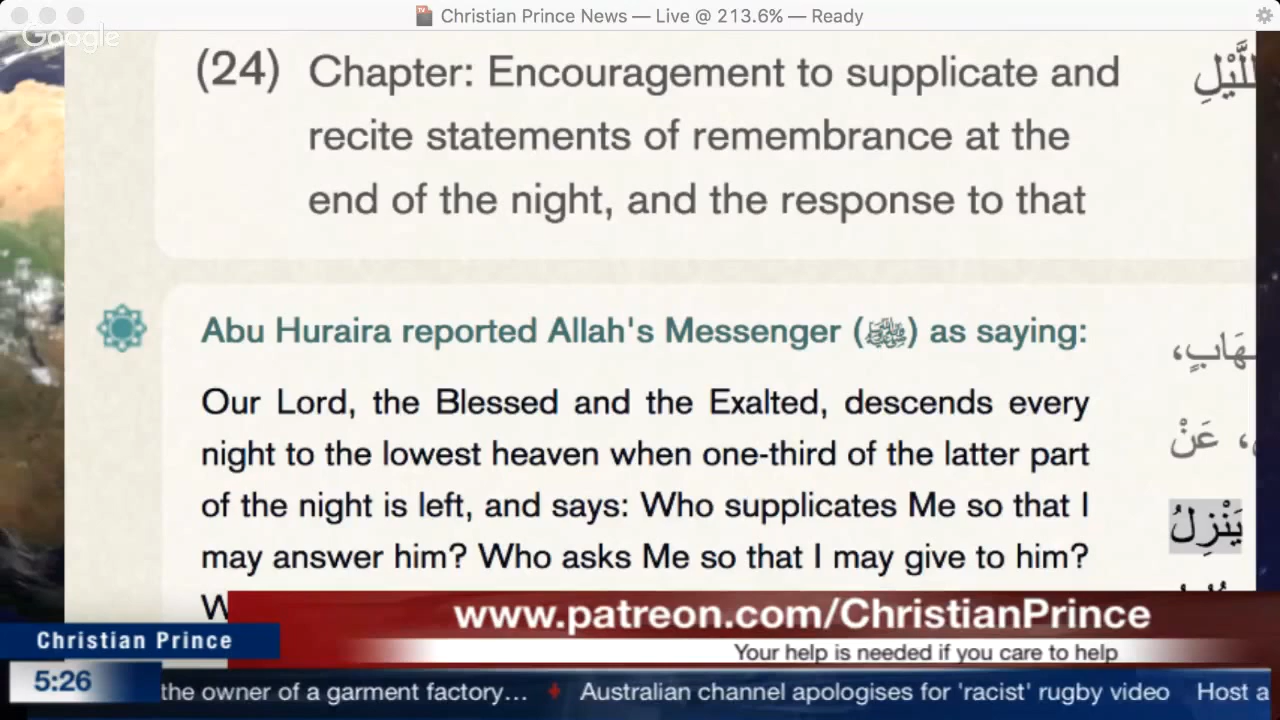 Christian Prince News — Live @ 213.6% — Ready
Google
(24) Chapter: Encouragement to supplicate and
recite statements of remembrance at the
end of the night, and the response to that
اللَّيْلِ
Abu Huraira reported Allah's Messenger (ﷺ) as saying:
Our Lord, the Blessed and the Exalted, descends every
night to the lowest heaven when one-third of the latter part
of the night is left, and says: Who supplicates Me so that I
may answer him? Who asks Me so that I may give to him?
عَنْ
يَنْزِلُ
www.patreon.com/ChristianPrince
Your help is needed if you care to help
Christian Prince
5:26
the owner of a garment factory... Australian channel apologises for 'racist' rugby video Host a